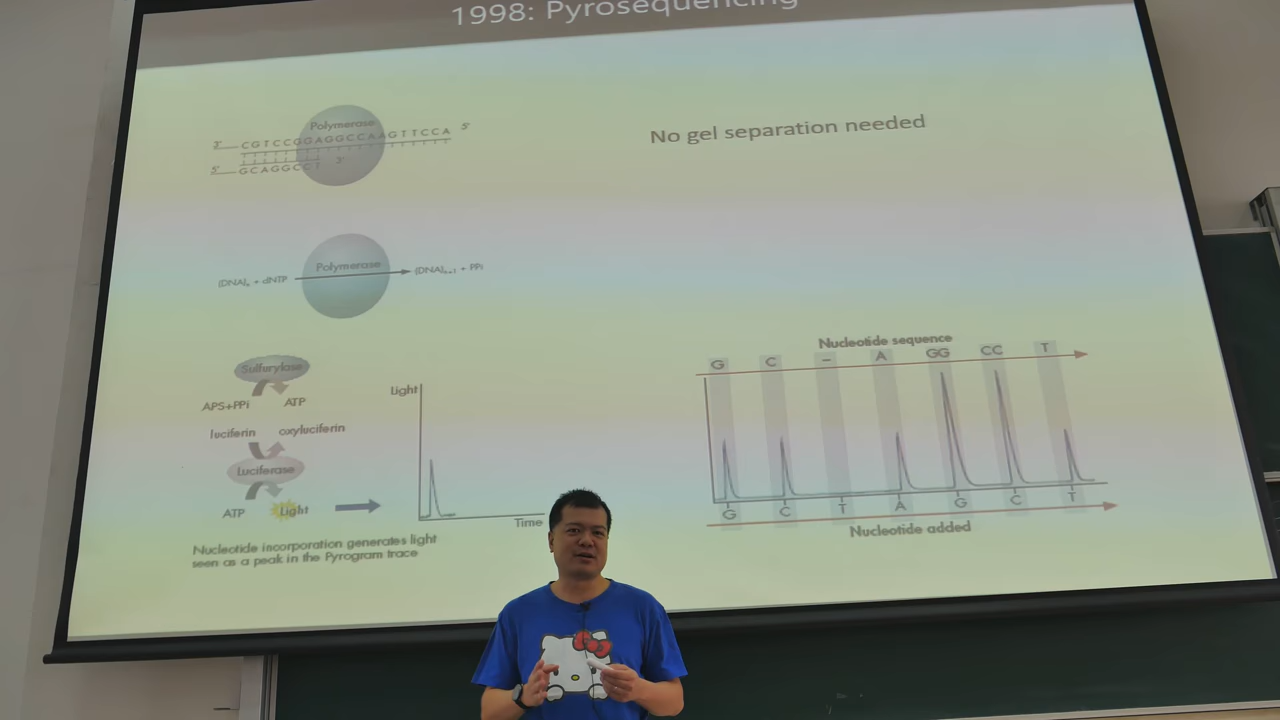 1998: Pyrosequencing
Polymerase
3' CGTCCGGAGGCCAAGTTCCA 5'
5' GCAGGCCT 3'
No gel separation needed
Polymerase
(DNA)ₙ + dNTP
(DNA)ₙ₊₁ + PPi
Sulfurylase
APS+PPi
ATP
luciferin
oxyluciferin
Luciferase
ATP
Light
Light
Time
Nucleotide incorporation generates light
seen as a peak in the Pyrogram trace
Nucleotide sequence
G C – A GG CC T
G C T A G C T
Nucleotide added